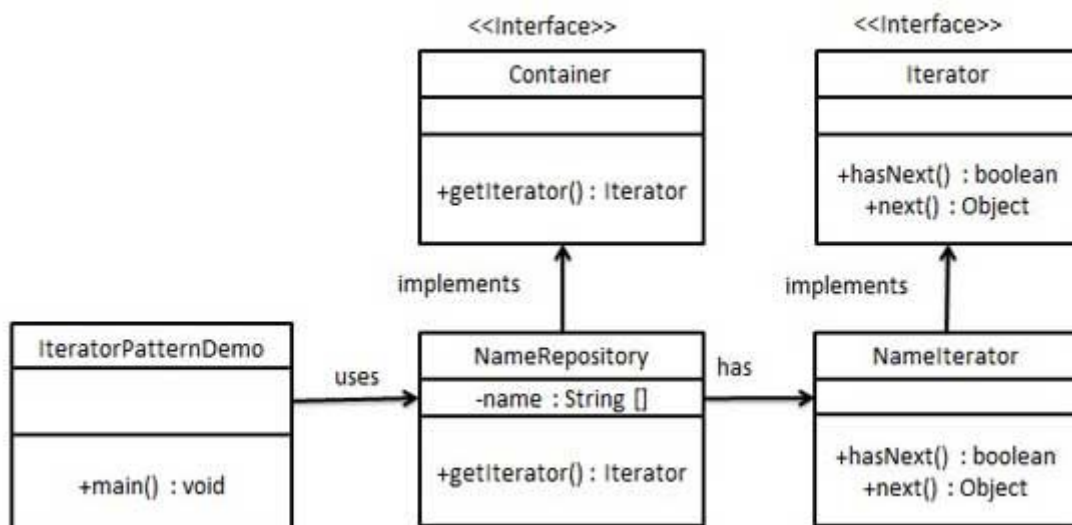 <<Interface>>
Container
+getIterator() : Iterator
<<Interface>>
Iterator
+hasNext() : boolean
+next() : Object
implements
implements
IteratorPatternDemo
+main() : void
uses
NameRepository
-name : String []
+getIterator() : Iterator
has
NameIterator
+hasNext() : boolean
+next() : Object